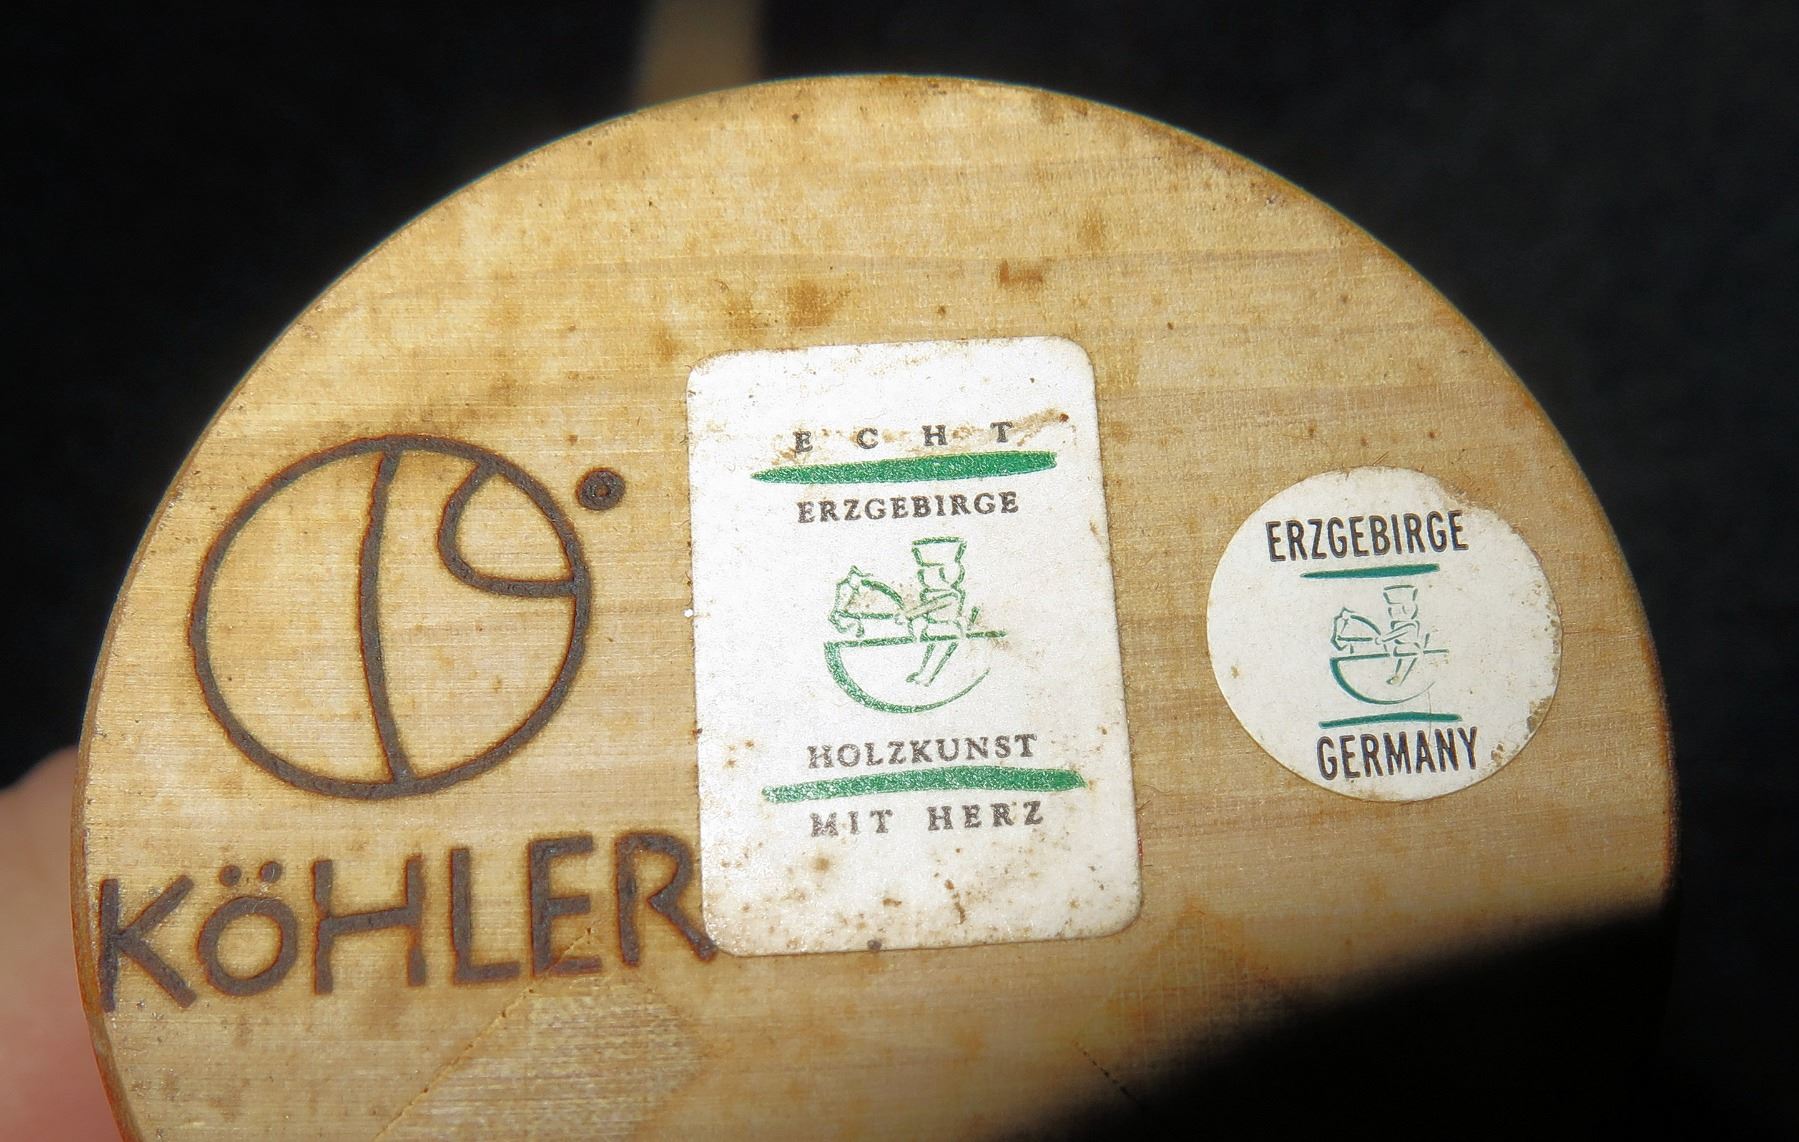 KÖHLER
ECHT
ERZGEBIRGE
HOLZKUNST
MIT HERZ
ERZGEBIRGE
GERMANY